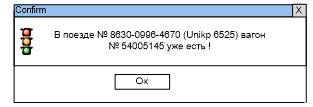 Confirm X
В поезде № 8630-0996-4670 (Unikp 6525) вагон
№ 54005145 уже есть !
Ок